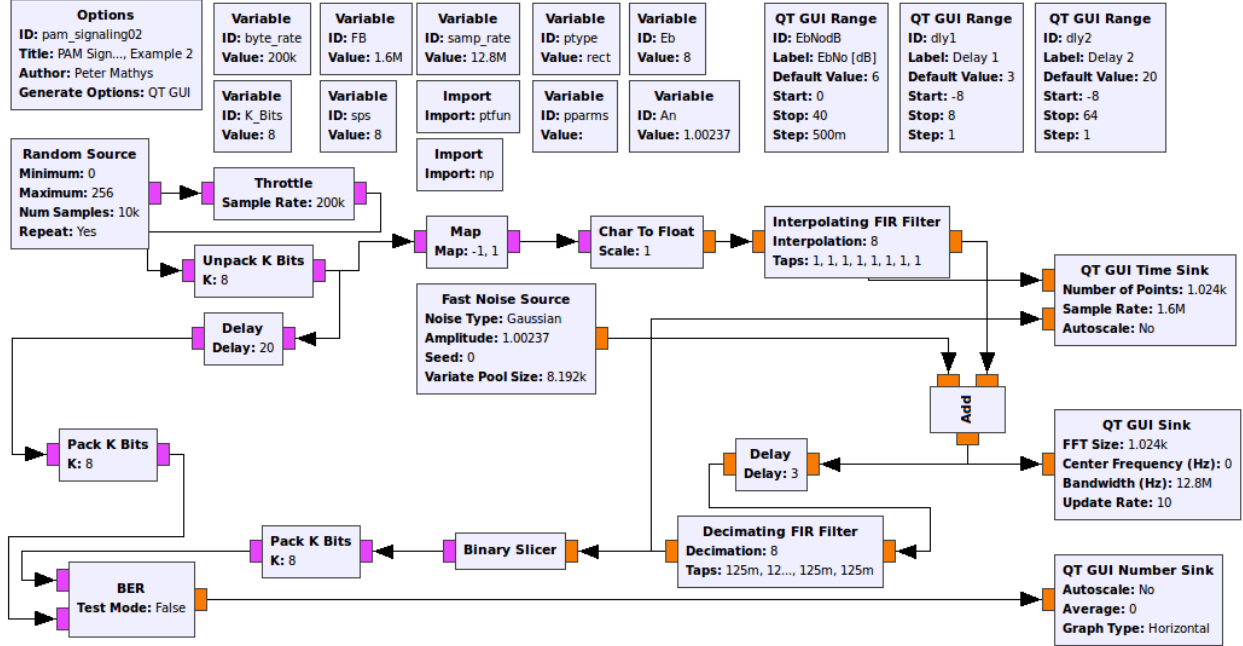 Options
ID: pam_signaling02
Title: PAM Sign..., Example 2
Author: Peter Mathys
Generate Options: QT GUI
Variable
ID: byte_rate
Value: 200k
Variable
ID: FB
Value: 1.6M
Variable
ID: samp_rate
Value: 12.8M
Variable
ID: ptype
Value: rect
Variable
ID: Eb
Value: 8
QT GUI Range
ID: EbNodB
Label: EbNo [dB]
Default Value: 6
Start: 0
Stop: 40
Step: 500m
QT GUI Range
ID: dly1
Label: Delay 1
Default Value: 3
Start: -8
Stop: 8
Step: 1
QT GUI Range
ID: dly2
Label: Delay 2
Default Value: 20
Start: -8
Stop: 64
Step: 1
Variable
ID: K_Bits
Value: 8
Variable
ID: sps
Value: 8
Import
Import: ptfun
Variable
ID: pparms
Value:
Variable
ID: An
Value: 1.00237
Import
Import: np
Random Source
Minimum: 0
Maximum: 256
Num Samples: 10k
Repeat: Yes
Throttle
Sample Rate: 200k
Unpack K Bits
K: 8
Map
Map: -1, 1
Char To Float
Scale: 1
Interpolating FIR Filter
Interpolation: 8
Taps: 1, 1, 1, 1, 1, 1, 1, 1
QT GUI Time Sink
Number of Points: 1.024k
Sample Rate: 1.6M
Autoscale: No
Fast Noise Source
Noise Type: Gaussian
Amplitude: 1.00237
Seed: 0
Variate Pool Size: 8.192k
Delay
Delay: 20
Add
Pack K Bits
K: 8
Delay
Delay: 3
QT GUI Sink
FFT Size: 1.024k
Center Frequency (Hz): 0
Bandwidth (Hz): 12.8M
Update Rate: 10
Decimating FIR Filter
Decimation: 8
Taps: 125m, 12..., 125m, 125m
Binary Slicer
Pack K Bits
K: 8
BER
Test Mode: False
QT GUI Number Sink
Autoscale: No
Average: 0
Graph Type: Horizontal